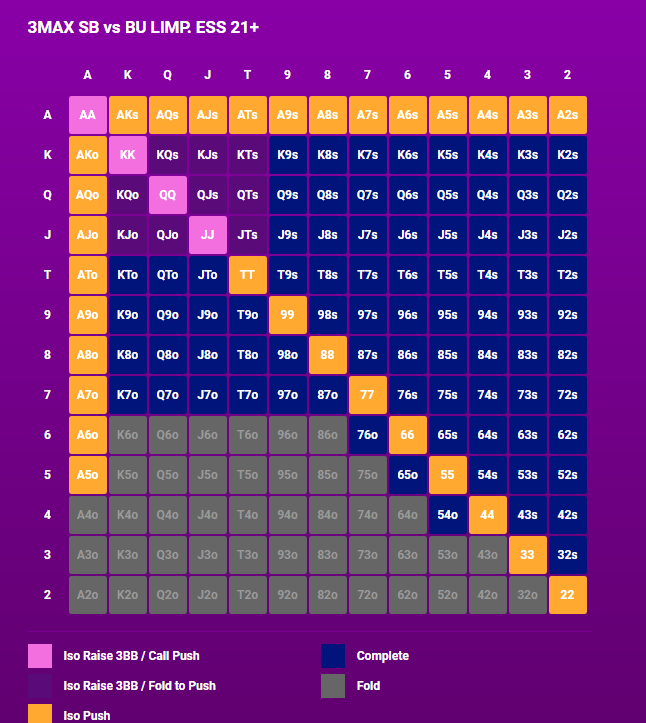 3MAX SB vs BU LIMP. ESS 21+
A K Q J T 9 8 7 6 5 4 3 2
A AA AKs AQs AJs ATs A9s A8s A7s A6s A5s A4s A3s A2s
K AKo KK KQs KJs KTs K9s K8s K7s K6s K5s K4s K3s K2s
Q AQo KQo QQ QJs QTs Q9s Q8s Q7s Q6s Q5s Q4s Q3s Q2s
J AJo KJo QJo JJ JTs J9s J8s J7s J6s J5s J4s J3s J2s
T ATo KTo QTo JTo TT T9s T8s T7s T6s T5s T4s T3s T2s
9 A9o K9o Q9o J9o T9o 99 98s 97s 96s 95s 94s 93s 92s
8 A8o K8o Q8o J8o T8o 98o 88 87s 86s 85s 84s 83s 82s
7 A7o K7o Q7o J7o T7o 97o 87o 77 76s 75s 74s 73s 72s
6 A6o K6o Q6o J6o T6o 96o 86o 76o 66 65s 64s 63s 62s
5 A5o K5o Q5o J5o T5o 95o 85o 75o 65o 55 54s 53s 52s
4 A4o K4o Q4o J4o T4o 94o 84o 74o 64o 54o 44 43s 42s
3 A3o K3o Q3o J3o T3o 93o 83o 73o 63o 53o 43o 33 32s
2 A2o K2o Q2o J2o T2o 92o 82o 72o 62o 52o 42o 32o 22
Iso Raise 3BB / Call Push
Complete
Iso Raise 3BB / Fold to Push
Fold
Iso Push